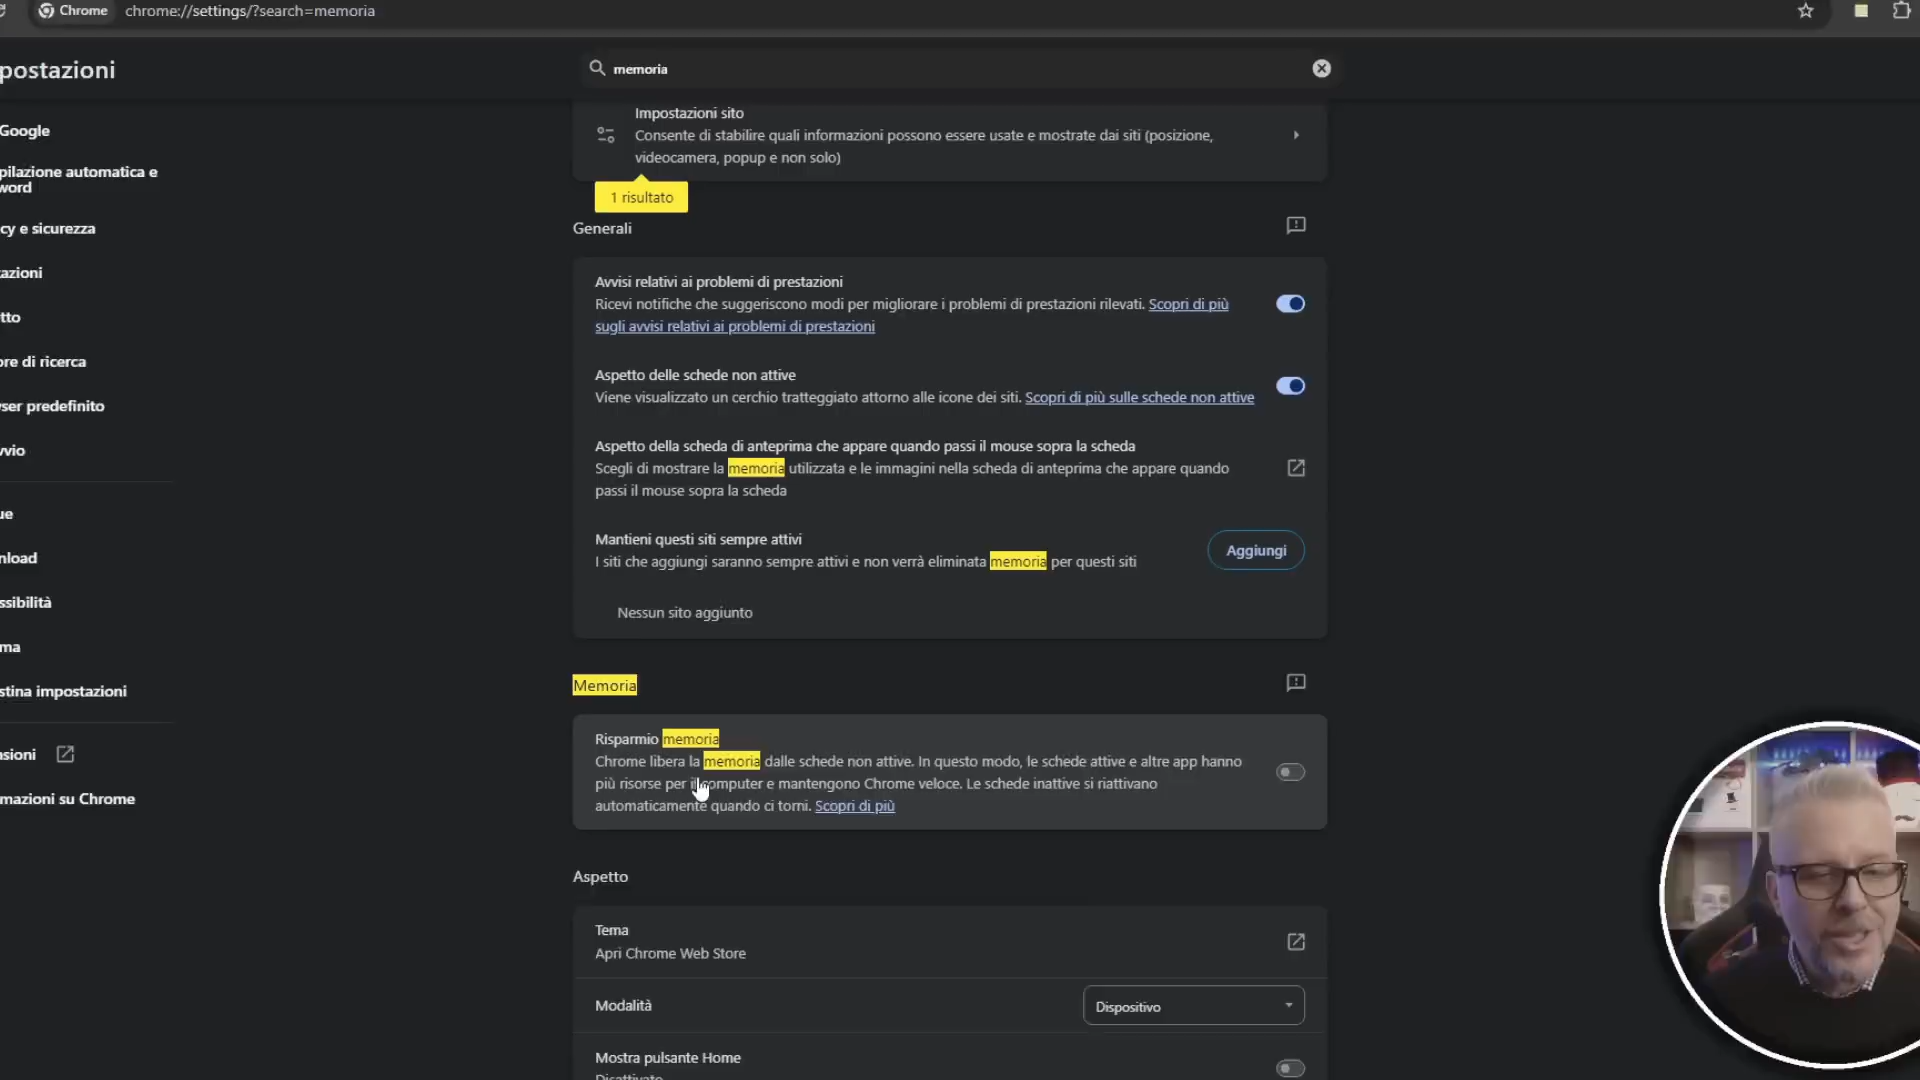 Chrome
chrome://settings/?search=memoria
postazioni
memoria
Google
pilazione automatica e
word
cy e sicurezza
azioni
tto
ore di ricerca
ser predefinito
vvio
ue
nload
ssibilità
ma
stina impostazioni
nsioni
mazioni su Chrome
Impostazioni sito
Consente di stabilire quali informazioni possono essere usate e mostrate dai siti (posizione,
videocamera, popup e non solo)
1 risultato
Generali
Avvisi relativi ai problemi di prestazioni
Ricevi notifiche che suggeriscono modi per migliorare i problemi di prestazioni rilevati. Scopri di più
sugli avvisi relativi ai problemi di prestazioni
Aspetto delle schede non attive
Viene visualizzato un cerchio tratteggiato attorno alle icone dei siti. Scopri di più sulle schede non attive
Aspetto della scheda di anteprima che appare quando passi il mouse sopra la scheda
Scegli di mostrare la memoria utilizzata e le immagini nella scheda di anteprima che appare quando
passi il mouse sopra la scheda
Mantieni questi siti sempre attivi
I siti che aggiungi saranno sempre attivi e non verrà eliminata memoria per questi siti
Aggiungi
Nessun sito aggiunto
Memoria
Risparmio memoria
Chrome libera la memoria dalle schede non attive. In questo modo, le schede attive e altre app hanno
più risorse per il computer e mantengono Chrome veloce. Le schede inattive si riattivano
automaticamente quando ci torni. Scopri di più
Aspetto
Tema
Apri Chrome Web Store
Modalità
Dispositivo
Mostra pulsante Home
Disattivato